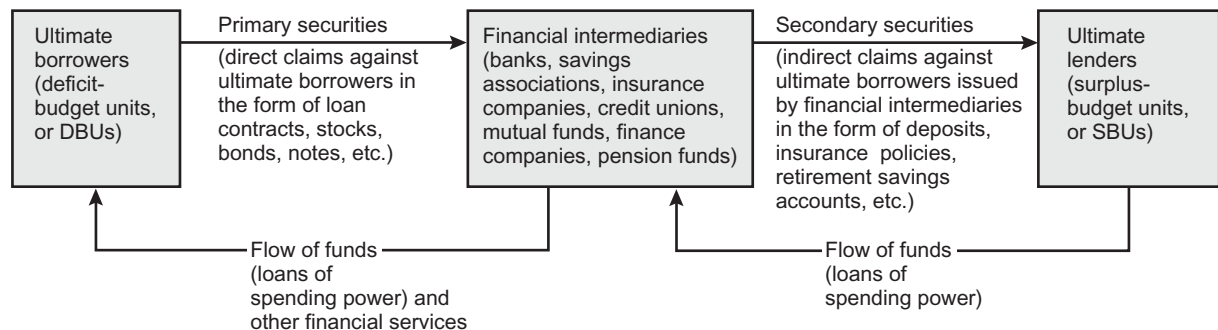 Ultimate
borrowers
(deficit-
budget units,
or DBUs)
Primary securities
(direct claims against
ultimate borrowers in
the form of loan
contracts, stocks,
bonds, notes, etc.)
Financial intermediaries
(banks, savings
associations, insurance
companies, credit unions,
mutual funds, finance
companies, pension funds)
Secondary securities
(indirect claims against
ultimate borrowers issued
by financial intermediaries
in the form of deposits,
insurance policies,
retirement savings
accounts, etc.)
Ultimate
lenders
(surplus-
budget units,
or SBUs)
Flow of funds
(loans of
spending power) and
other financial services
Flow of funds
(loans of
spending power)